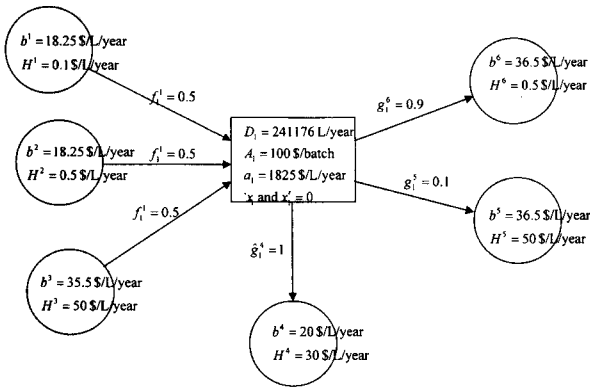 b¹ = 18.25 $/L/year
H¹ = 0.1 $/L/year
f₁¹ = 0.5
b² = 18.25 $/L/year
H² = 0.5 $/L/year
f₁¹ = 0.5
b³ = 35.5 $/L/year
H³ = 50 $/L/year
f₁¹ = 0.5
D₁ = 241176 L/year
A₁ = 100 $/batch
a₁ = 1825 $/L/year
x₁ and x₁′ = 0
g₁⁶ = 0.9
b⁶ = 36.5 $/L/year
H⁶ = 0.5 $/L/year
g₁⁵ = 0.1
b⁵ = 36.5 $/L/year
H⁵ = 50 $/L/year
ĝ₁⁴ = 1
b⁴ = 20 $/L/year
H⁴ = 30 $/L/year